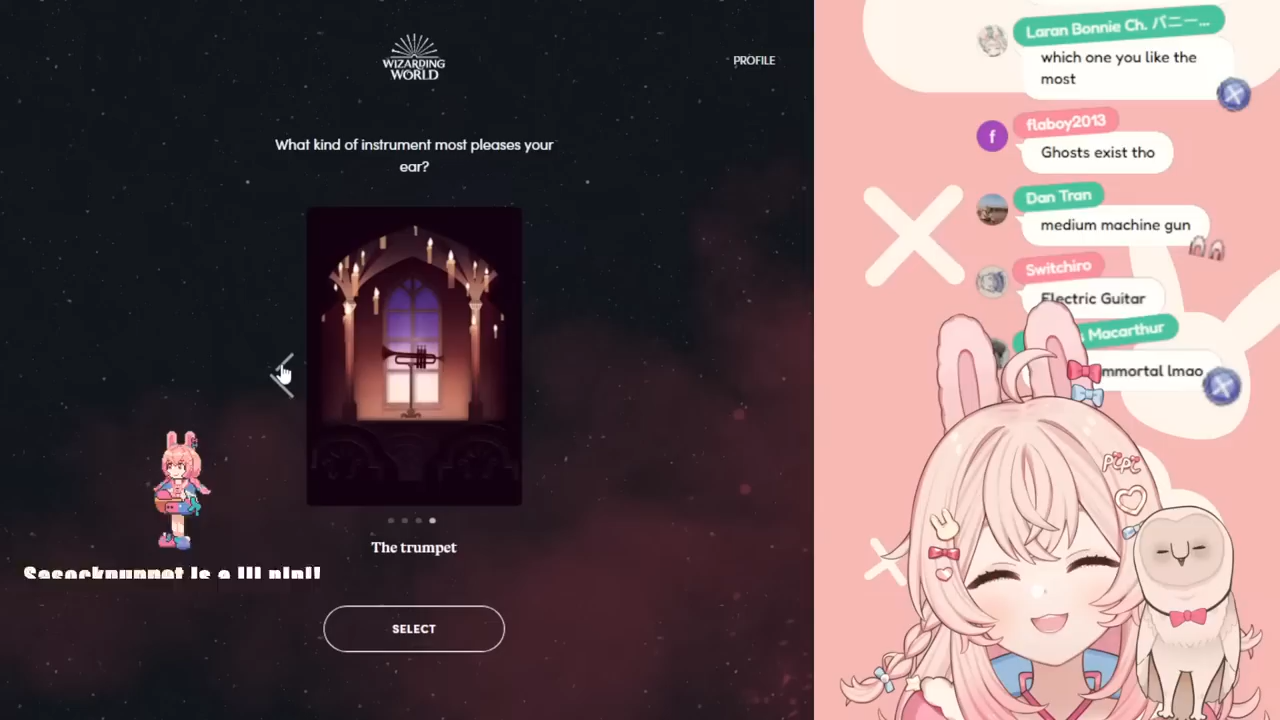 WIZARDING
WORLD
PROFILE
What kind of instrument most pleases your
ear?
The trumpet
SELECT
Laran Bonnie Ch. バニー...
which one you like the
most
f
flaboy2013
Ghosts exist tho
Dan Tran
medium machine gun
Switchiro
Electric Guitar
Macarthur
mmortal lmao
PiPi